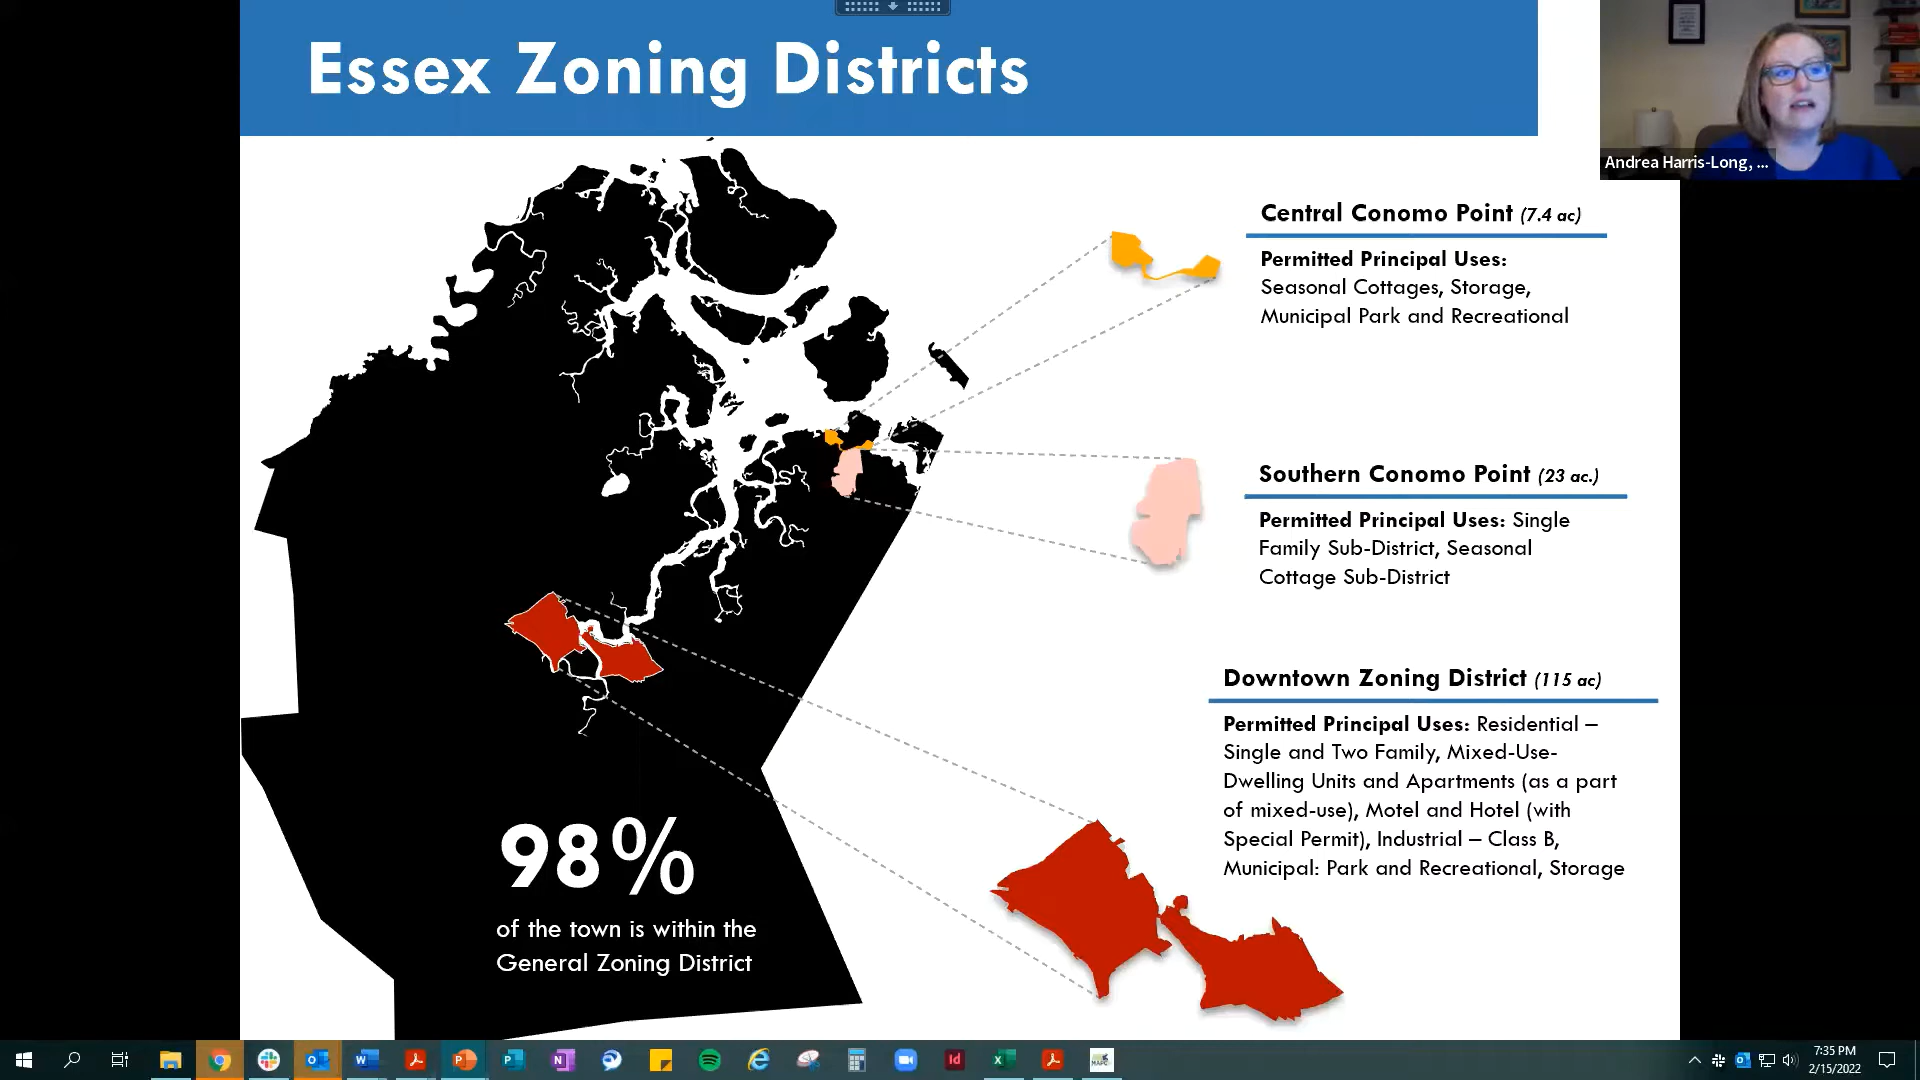 Essex Zoning Districts
Andrea Harris-Long, ...
Central Conomo Point (7.4 ac)
Permitted Principal Uses:
Seasonal Cottages, Storage,
Municipal Park and Recreational
Southern Conomo Point (23 ac.)
Permitted Principal Uses: Single
Family Sub-District, Seasonal
Cottage Sub-District
Downtown Zoning District (115 ac)
Permitted Principal Uses: Residential –
Single and Two Family, Mixed-Use-
Dwelling Units and Apartments (as a part
of mixed-use), Motel and Hotel (with
Special Permit), Industrial – Class B,
Municipal: Park and Recreational, Storage
98%
of the town is within the
General Zoning District
7:35 PM
2/15/2022